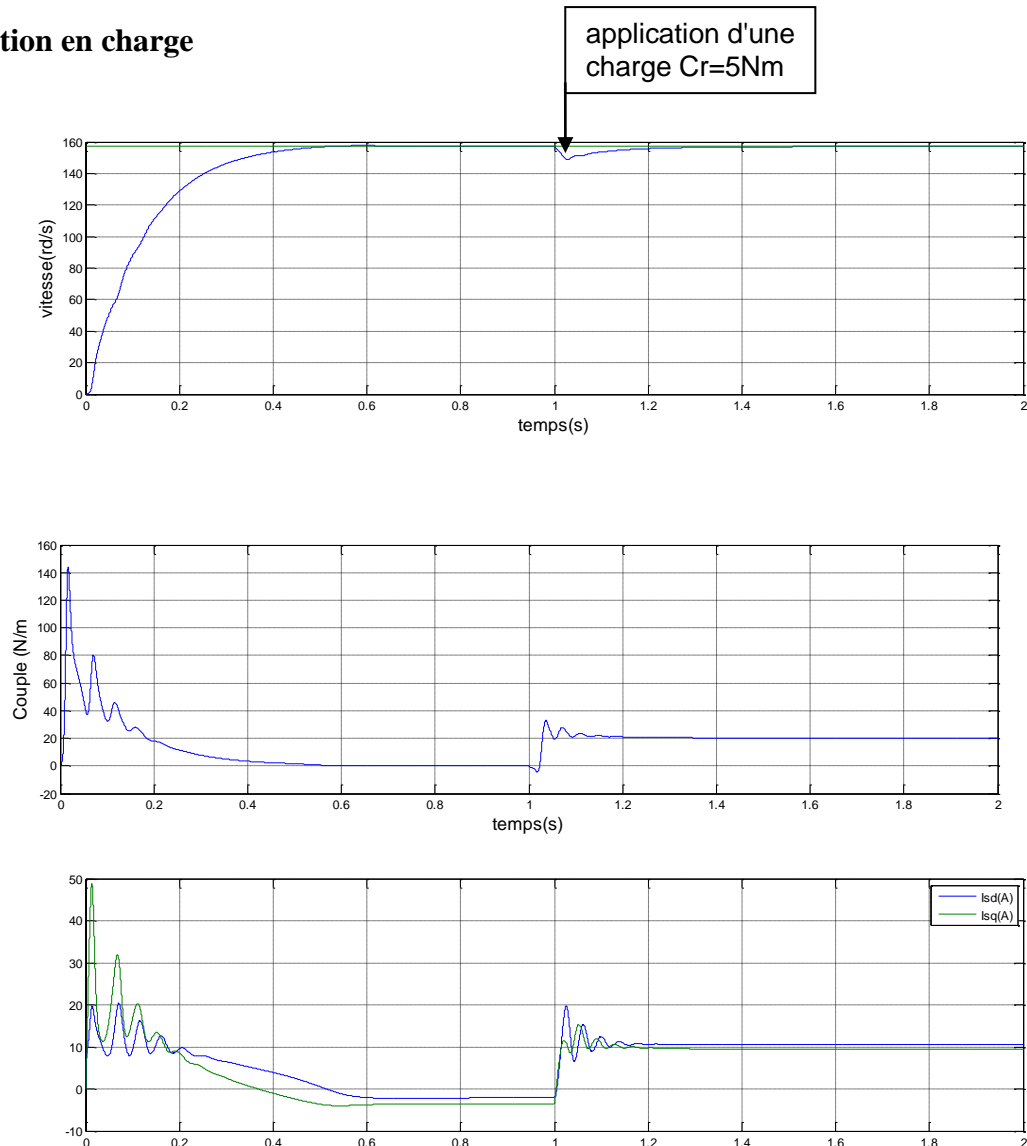 tion en charge
application d'une
charge Cr=5Nm
160
140
120
100
80
60
40
20
0
vitesse(rd/s)
0 0.2 0.4 0.6 0.8 1 1.2 1.4 1.6 1.8 2
temps(s)
160
140
120
100
80
60
40
20
0
-20
Couple (N/m
0 0.2 0.4 0.6 0.8 1 1.2 1.4 1.6 1.8 2
temps(s)
50
40
30
20
10
0
-10
Isd(A)
Isq(A)
0 0.2 0.4 0.6 0.8 1 1.2 1.4 1.6 1.8 2